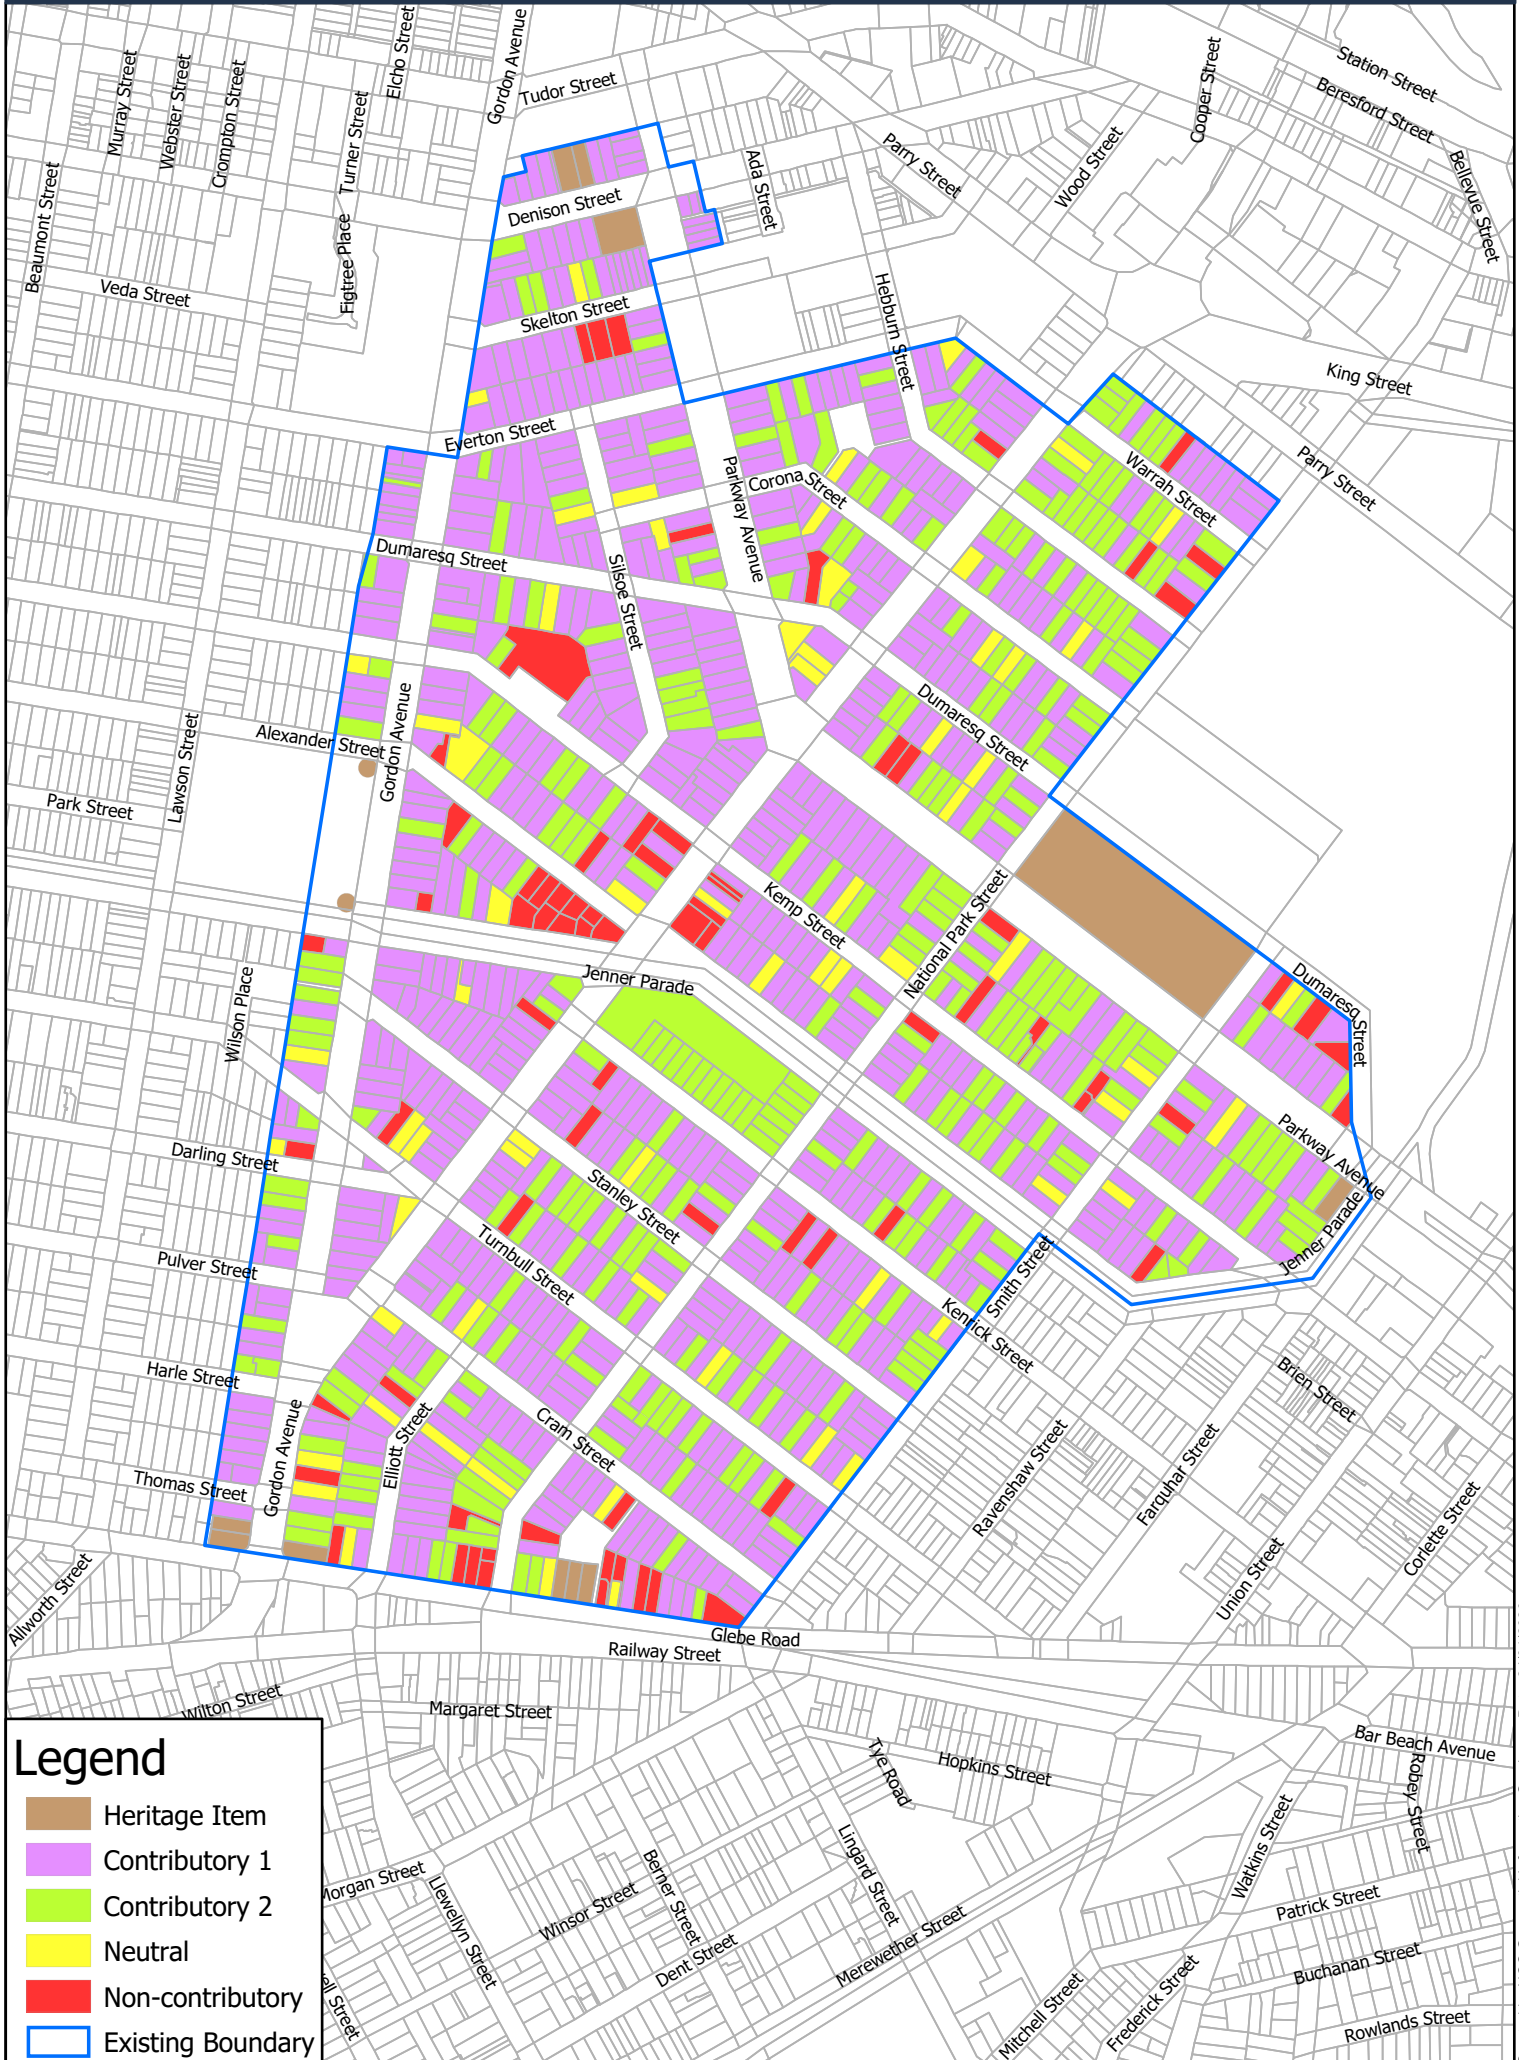 Elcho Street
Gordon Avenue
Tudor Street
Cooper Street
Station Street
Beresford Street
Murray Street
Webster Street
Crompton Street
Turner Street
Parry Street
Wood Street
Bellevue Street
Ada Street
Beaumont Street
Denison Street
Figtree Place
Veda Street
Skelton Street
Hebburn Street
King Street
Everton Street
Warrah Street
Parry Street
Parkway Avenue
Corona Street
Dumaresq Street
Silsoe Street
Gordon Avenue
Dumaresq Street
Alexander Street
Lawson Street
Park Street
Kemp Street
National Park Street
Jenner Parade
Dumaresq Street
Wilson Place
Darling Street
Parkway Avenue
Stanley Street
Jenner Parade
Turnbull Street
Pulver Street
Smith Street
Kenrick Street
Harle Street
Brien Street
Gordon Avenue
Elliott Street
Cram Street
Thomas Street
Ravenshaw Street
Farquhar Street
Corlette Street
Union Street
Allworth Street
Glebe Road
Railway Street
Wilton Street
Margaret Street
Bar Beach Avenue
Tye Road
Hopkins Street
Robey Street
Watkins Street
Lingard Street
Berner Street
Morgan Street
Llewellyn Street
Winsor Street
Patrick Street
Merewether Street
Dent Street
Buchanan Street
Mitchell Street
Frederick Street
Rowlands Street
Street
Legend
Heritage Item
Contributory 1
Contributory 2
Neutral
Non-contributory
Existing Boundary